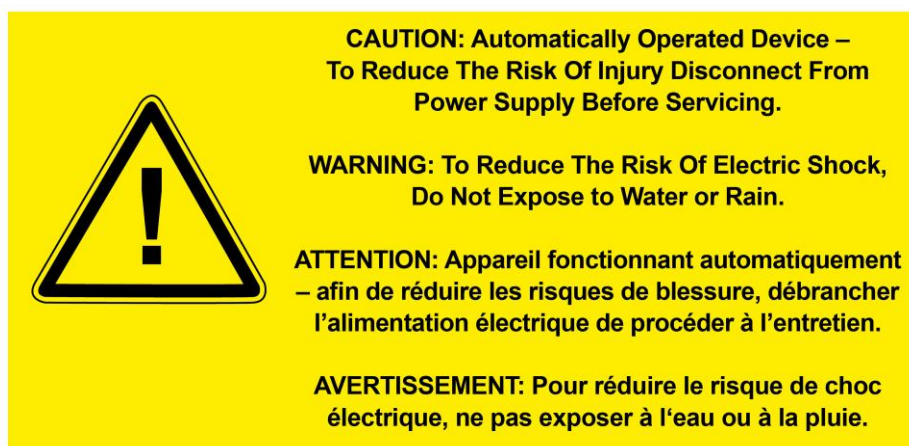 CAUTION: Automatically Operated Device –
To Reduce The Risk Of Injury Disconnect From
Power Supply Before Servicing.
WARNING: To Reduce The Risk Of Electric Shock,
Do Not Expose to Water or Rain.
ATTENTION: Appareil fonctionnant automatiquement
– afin de réduire les risques de blessure, débrancher
l’alimentation électrique de procéder à l’entretien.
AVERTISSEMENT: Pour réduire le risque de choc
électrique, ne pas exposer à l‘eau ou à la pluie.